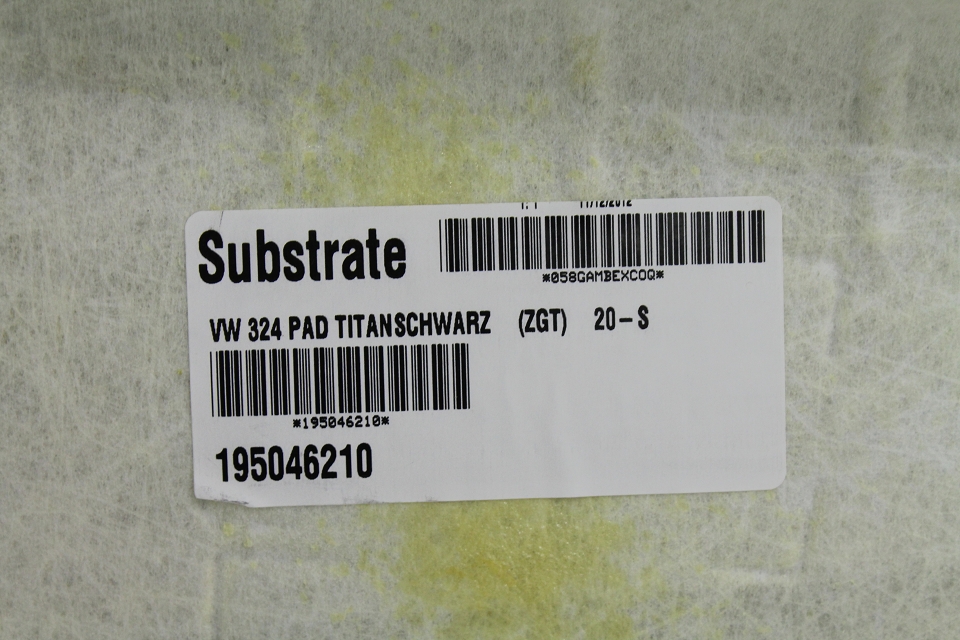 11/12/2012
Substrate
*058GAMBEXCOQ*
VW 324 PAD TITANSCHWARZ (ZGT) 20-S
*195046210*
195046210